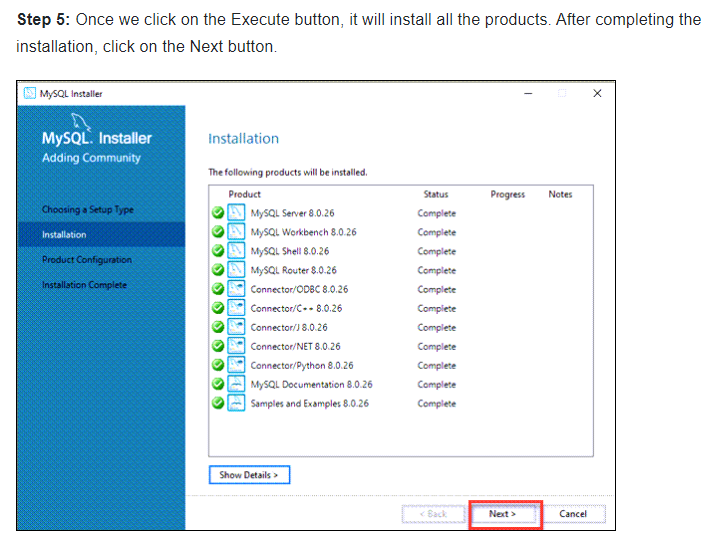 Step 5: Once we click on the Execute button, it will install all the products. After completing the
installation, click on the Next button.
MySQL Installer
MySQL. Installer
Adding Community
Choosing a Setup Type
Installation
Product Configuration
Installation Complete
Installation
The following products will be installed.
Product Status Progress Notes
MySQL Server 8.0.26 Complete
MySQL Workbench 8.0.26 Complete
MySQL Shell 8.0.26 Complete
MySQL Router 8.0.26 Complete
Connector/ODBC 8.0.26 Complete
Connector/C++ 8.0.26 Complete
Connector/J 8.0.26 Complete
Connector/NET 8.0.26 Complete
Connector/Python 8.0.26 Complete
MySQL Documentation 8.0.26 Complete
Samples and Examples 8.0.26 Complete
Show Details >
< Back Next > Cancel